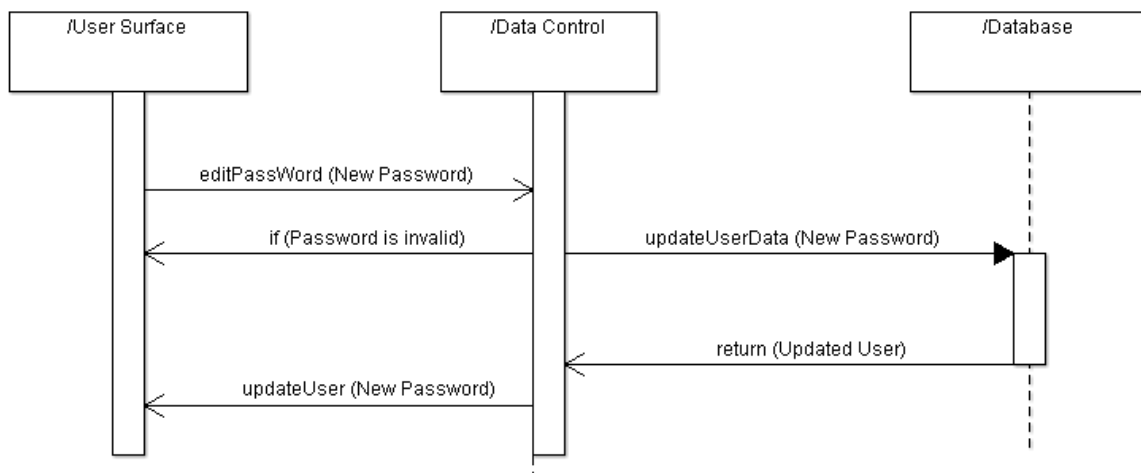 /User Surface
/Data Control
/Database
editPassWord (New Password)
if (Password is invalid)
updateUserData (New Password)
return (Updated User)
updateUser (New Password)